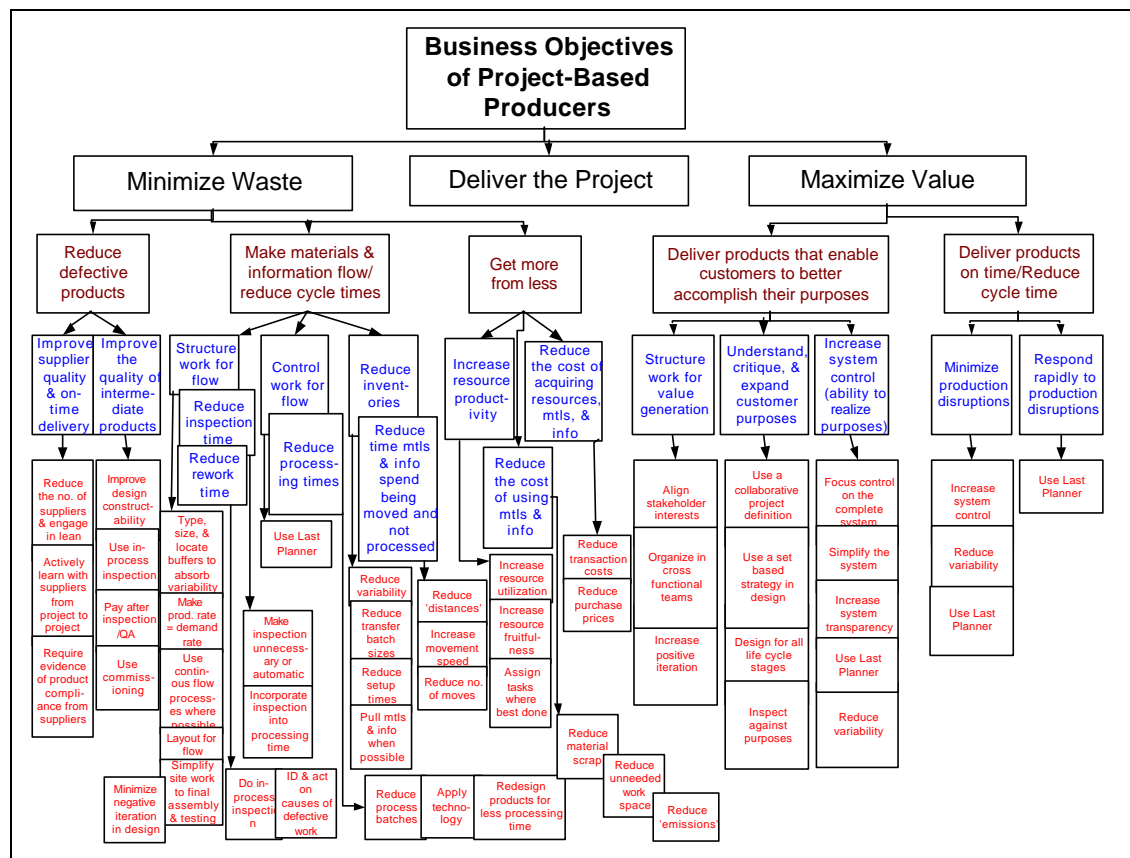 Business Objectives
of Project-Based
Producers
Minimize Waste
Deliver the Project
Maximize Value
Reduce
defective
products
Make materials &
information flow/
reduce cycle times
Get more
from less
Deliver products that enable
customers to better
accomplish their purposes
Deliver products
on time/Reduce
cycle time
Improve
supplier
quality
& on-
time
delivery
Improve
the
quality of
interme-
diate
products
Structure
work for
flow
Reduce
inspection
time
Reduce
rework
time
Control
work for
flow
Reduce
process-
ing times
Reduce
invent-
ories
Reduce
time mtls
& info
spend
being
moved and
not
processed
Increase
resource
product-
ivity
Reduce
the cost of
acquiring
resources,
mtls, &
info
Reduce
the cost
of using
mtls &
info
Structure
work for
value
generation
Understand,
critique, &
expand
customer
purposes
Increase
system
control
(ability to
realize
purposes)
Minimize
production
disruptions
Respond
rapidly to
production
disruptions
Reduce
the no. of
suppliers
& engage
in lean
Actively
learn with
suppliers
from
project to
project
Require
evidence
of product
compli-
ance from
suppliers
Improve
design
construct-
ability
Use in-
process
inspection
Pay after
inspection
/QA
Use
commiss-
ioning
Type,
size, &
locate
buffers to
absorb
variability
Make
prod. rate
= demand
rate
Use
contin-
ous flow
process-
es where
possible
Layout for
flow
Simplify
site work
to final
assembly
& testing
Minimize
negative
iteration
in design
Make
inspection
unnecess-
ary or
automatic
Incorporate
inspection
into
processing
time
Do in-
process
inspectio
n
ID & act
on
causes of
defective
work
Use Last
Planner
Reduce
variability
Reduce
transfer
batch
sizes
Reduce
setup
times
Pull mtls
& info
when
possible
Reduce
'distances'
Increase
movement
speed
Reduce no.
of moves
Reduce
process
batches
Apply
techno-
logy
Redesign
products for
less processing
time
Increase
resource
utilization
Increase
resource
fruitful-
ness
Assign
tasks
where
best done
Reduce
material
scrap
Reduce
unneeded
work
space
Reduce
'emissions'
Reduce
transaction
costs
Reduce
purchase
prices
Align
stakeholder
interests
Organize in
cross
functional
teams
Increase
positive
iteration
Use a
collaborative
project
definition
Use a set
based
strategy in
design
Design for all
life cycle
stages
Inspect
against
purposes
Focus control
on the
complete
system
Simplify the
system
Increase
system
transparency
Use Last
Planner
Reduce
variability
Increase
system
control
Reduce
variability
Use Last
Planner
Use Last
Planner